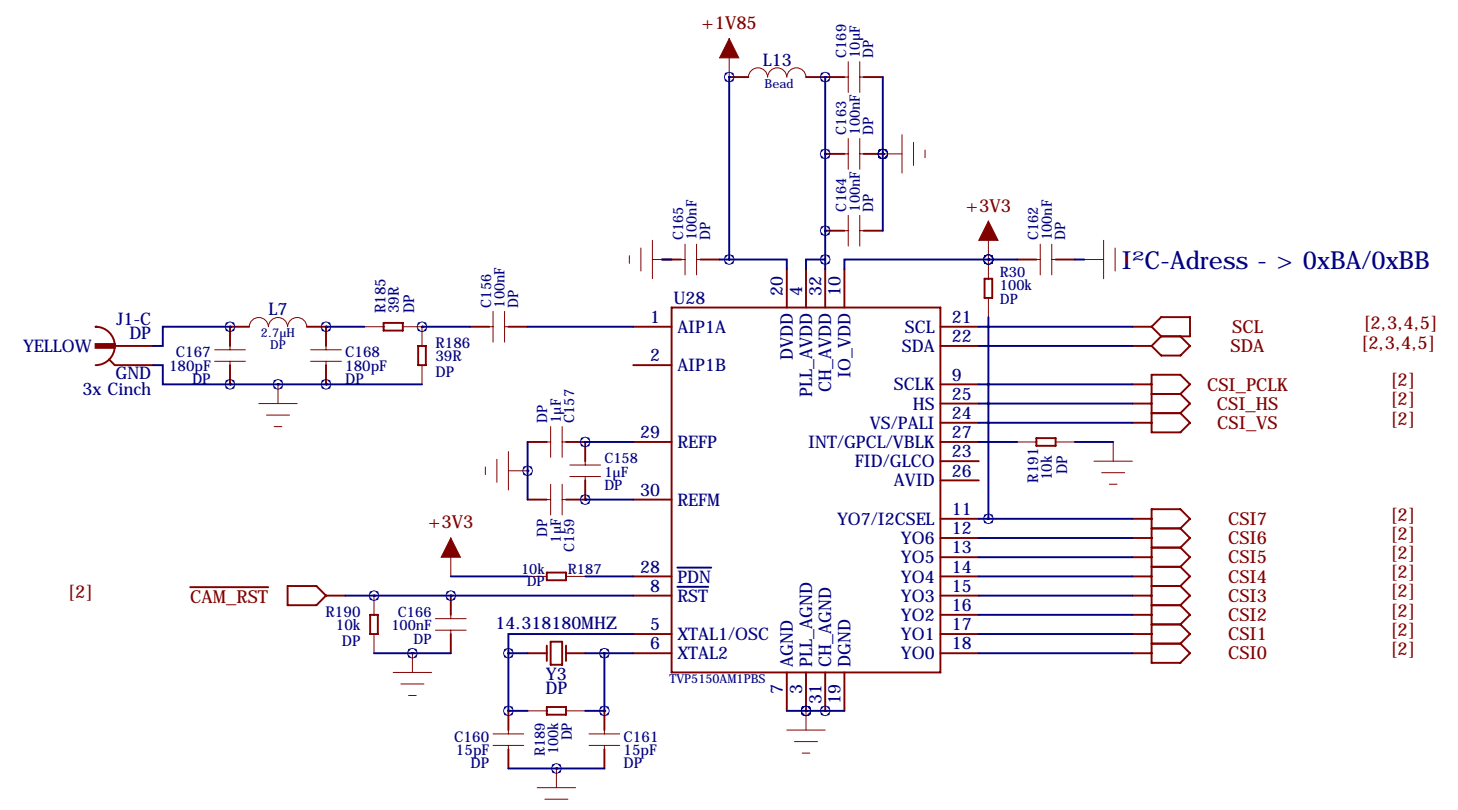 +1V85
L13
Bead
C169
10µF
DP
C163
100nF
DP
C164
100nF
DP
C165
100nF
DP
+3V3
C162
100nF
DP
R30
100k
DP
I²C-Adress - > 0xBA/0xBB
J1-C
DP
YELLOW
GND
3x Cinch
C167
180pF
DP
L7
2.7µH
DP
C168
180pF
DP
R185
39R
DP
R186
39R
DP
C156
100nF
DP
U28
20
4
32
10
DVDD
PLL_AVDD
CH_AVDD
IO_VDD
1 AIP1A
2 AIP1B
29 REFP
30 REFM
28 PDN
8 RST
5 XTAL1/OSC
6 XTAL2
SCL 21 SCL [2,3,4,5]
SDA 22 SDA [2,3,4,5]
SCLK 9 CSI_PCLK [2]
HS 25 CSI_HS [2]
VS/PALI 24 CSI_VS [2]
INT/GPCL/VBLK 27
FID/GLCO 23
AVID 26
R191
10k
DP
YO7/I2CSEL 11 CSI7 [2]
YO6 12 CSI6 [2]
YO5 13 CSI5 [2]
YO4 14 CSI4 [2]
YO3 15 CSI3 [2]
YO2 16 CSI2 [2]
YO1 17 CSI1 [2]
YO0 18 CSI0 [2]
AGND
PLL_AGND
CH_AGND
DGND
7
3
31
19
TVP5150AM1PBS
DP
1µF
C157
C158
1µF
DP
DP
1µF
C159
+3V3
10k
DP
R187
[2] CAM_RST
R190
10k
DP
C166
100nF
DP
14.318180MHZ
Y3
DP
R189
100k
DP
C160
15pF
DP
C161
15pF
DP